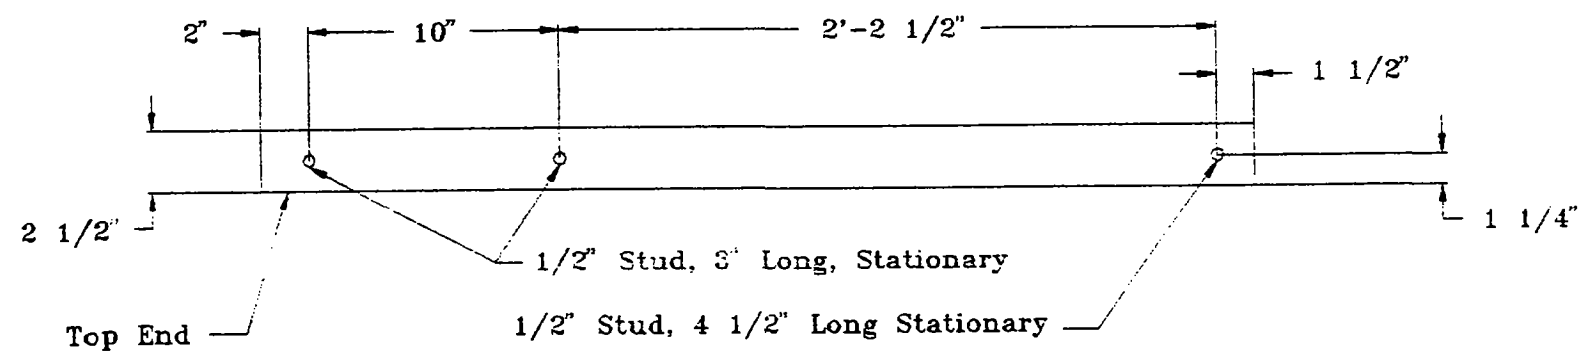 2"
10"
2'-2 1/2"
1 1/2"
2 1/2"
1 1/4"
1/2" Stud, Long, Stationary
1/2" Stud, 4 1/2" Long Stationary
Top End